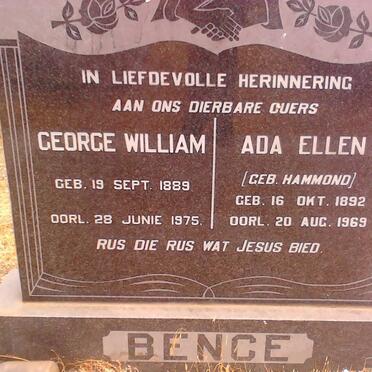 IN LIEFDEVOLLE HERINNERING
AAN ONS DIERBARE OUERS
GEORGE WILLIAM
GEB. 19 SEPT. 1889
OORL. 28 JUNIE 1975.
ADA ELLEN
(GEB. HAMMOND)
GEB. 16 OKT. 1892
OORL. 20 AUG. 1969
RUS DIE RUS WAT JESUS BIED.
BENCE